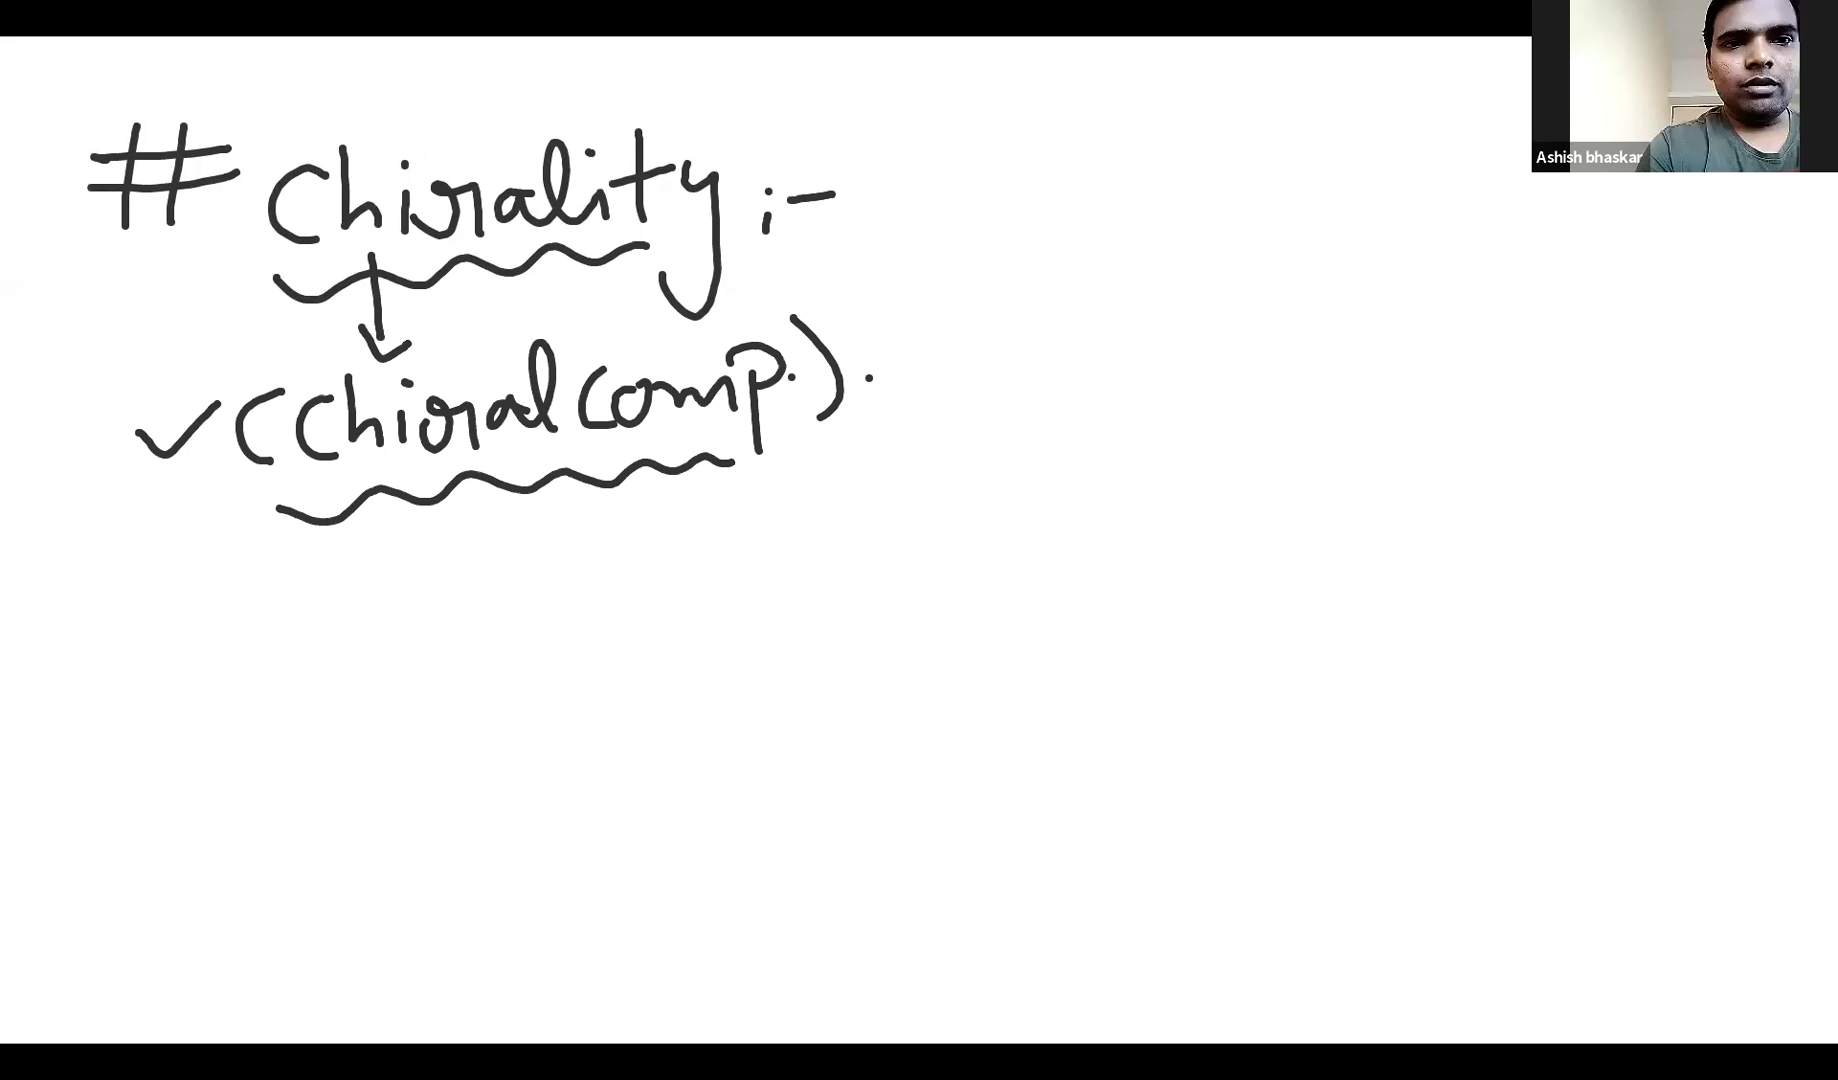 # Chirality :-
✓ (Chiral comp.).
Ashish bhaskar